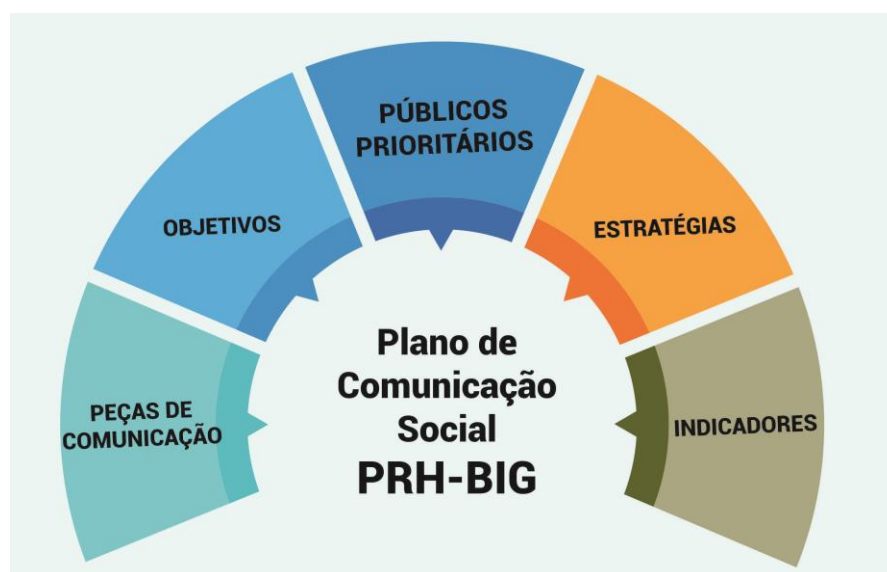 PÚBLICOS
PRIORITÁRIOS
OBJETIVOS
ESTRATÉGIAS
PEÇAS DE
COMUNICAÇÃO
INDICADORES
Plano de
Comunicação
Social
PRH-BIG